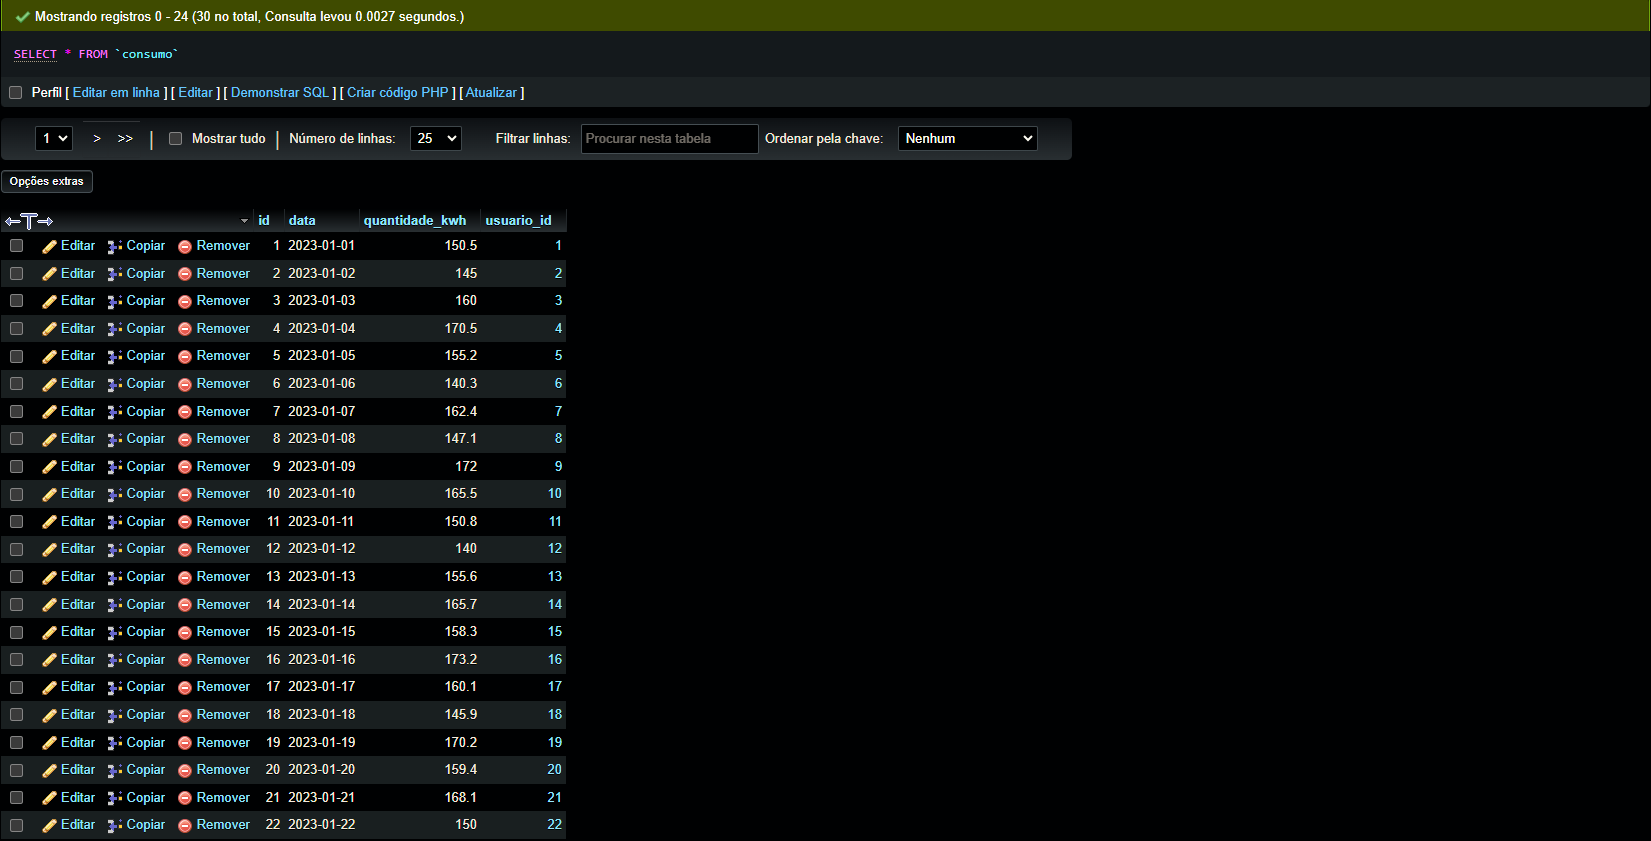 Mostrando registros 0 - 24 (30 no total, Consulta levou 0.0027 segundos.)
SELECT * FROM `consumo`
Perfil [ Editar em linha ] [ Editar ] [ Demonstrar SQL ] [ Criar código PHP ] [ Atualizar ]
1 > >> | Mostrar tudo | Número de linhas: 25 Filtrar linhas: Procurar nesta tabela Ordenar pela chave: Nenhum
Opções extras
id data quantidade_kwh usuario_id
Editar Copiar Remover 1 2023-01-01 150.5 1
Editar Copiar Remover 2 2023-01-02 145 2
Editar Copiar Remover 3 2023-01-03 160 3
Editar Copiar Remover 4 2023-01-04 170.5 4
Editar Copiar Remover 5 2023-01-05 155.2 5
Editar Copiar Remover 6 2023-01-06 140.3 6
Editar Copiar Remover 7 2023-01-07 162.4 7
Editar Copiar Remover 8 2023-01-08 147.1 8
Editar Copiar Remover 9 2023-01-09 172 9
Editar Copiar Remover 10 2023-01-10 165.5 10
Editar Copiar Remover 11 2023-01-11 150.8 11
Editar Copiar Remover 12 2023-01-12 140 12
Editar Copiar Remover 13 2023-01-13 155.6 13
Editar Copiar Remover 14 2023-01-14 165.7 14
Editar Copiar Remover 15 2023-01-15 158.3 15
Editar Copiar Remover 16 2023-01-16 173.2 16
Editar Copiar Remover 17 2023-01-17 160.1 17
Editar Copiar Remover 18 2023-01-18 145.9 18
Editar Copiar Remover 19 2023-01-19 170.2 19
Editar Copiar Remover 20 2023-01-20 159.4 20
Editar Copiar Remover 21 2023-01-21 168.1 21
Editar Copiar Remover 22 2023-01-22 150 22